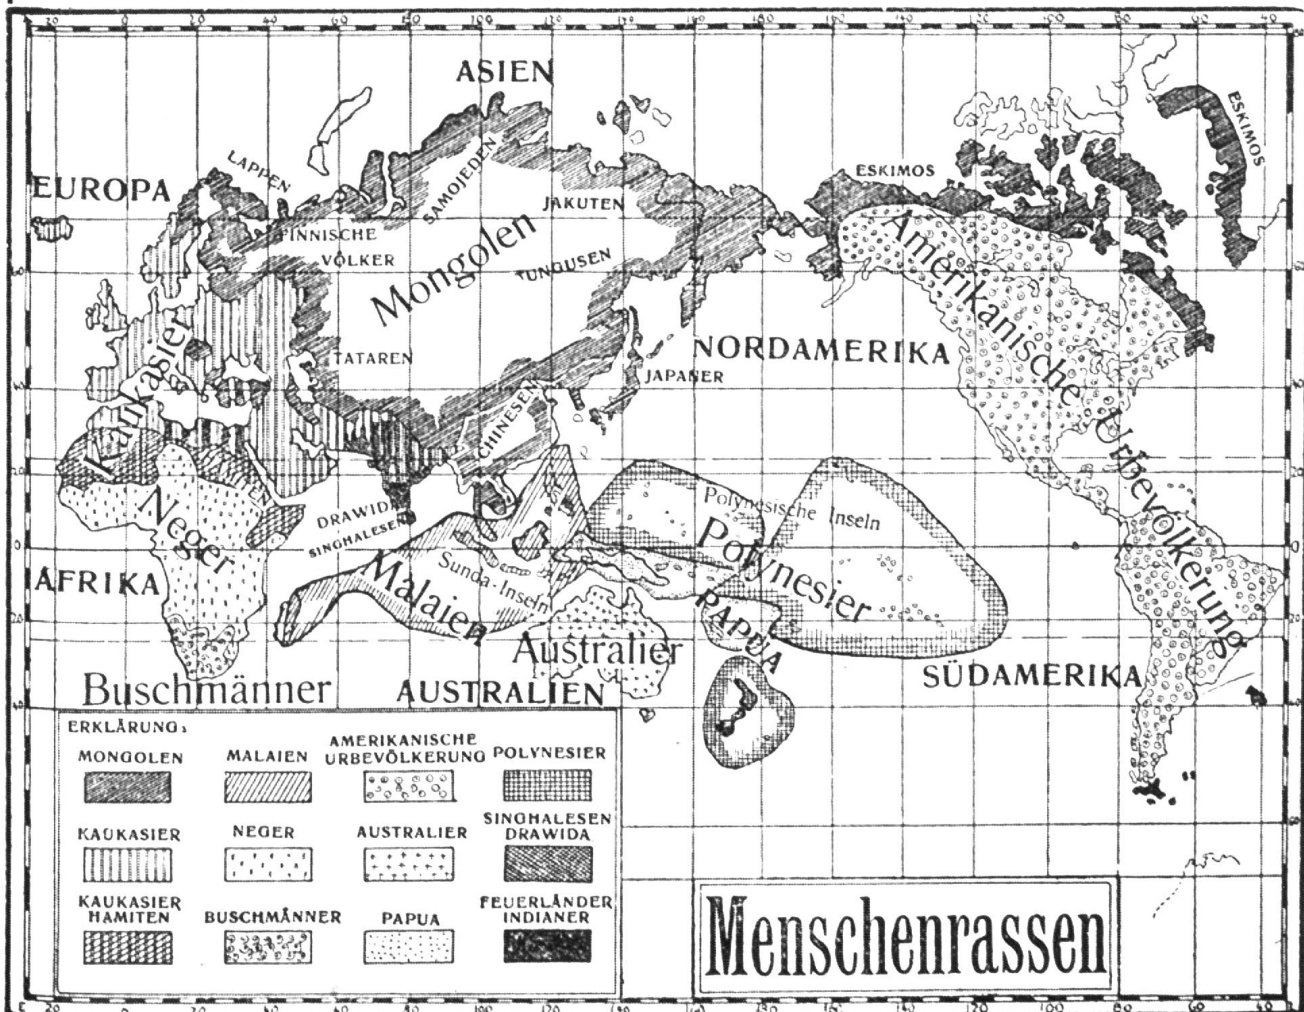 ASIEN
EUROPA
LAPPEN
SAMOJEDEN
ESKIMOS
ESKIMOS
JAKUTEN
FINNISCHE
VÖLKER
Mongolen
TUNGUSEN
Amerikanische Urbevölkerung
Kaukasier
TATAREN
NORDAMERIKA
JAPANER
CHINESEN
Neger
DRAWIDA
SINGHALESEN
Polynesische Inseln
Polynesier
AFRIKA
Malaien
Sunda-Inseln
PAPUA
Australier
SÜDAMERIKA
Buschmänner
AUSTRALIEN
ERKLÄRUNG:
MONGOLEN
MALAIEN
AMERIKANISCHE
URBEVÖLKERUNG
POLYNESIER
KAUKASIER
NEGER
AUSTRALIER
SINGHALESEN
DRAWIDA
KAUKASIER
HAMITEN
BUSCHMÄNNER
PAPUA
FEUERLÄNDER
INDIANER
Menschenrassen